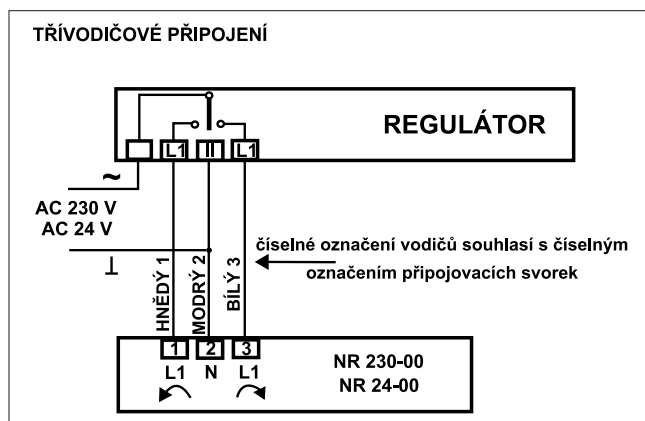 TŘÍVODIČOVÉ PŘIPOJENÍ
REGULÁTOR
L1 L1
~
AC 230 V
AC 24 V
⊥
HNĚDÝ 1
MODRÝ 2
BÍLÝ 3
číselné označení vodičů souhlasí s číselným
označením připojovacích svorek
1 2 3
L1 N L1
NR 230-00
NR 24-00